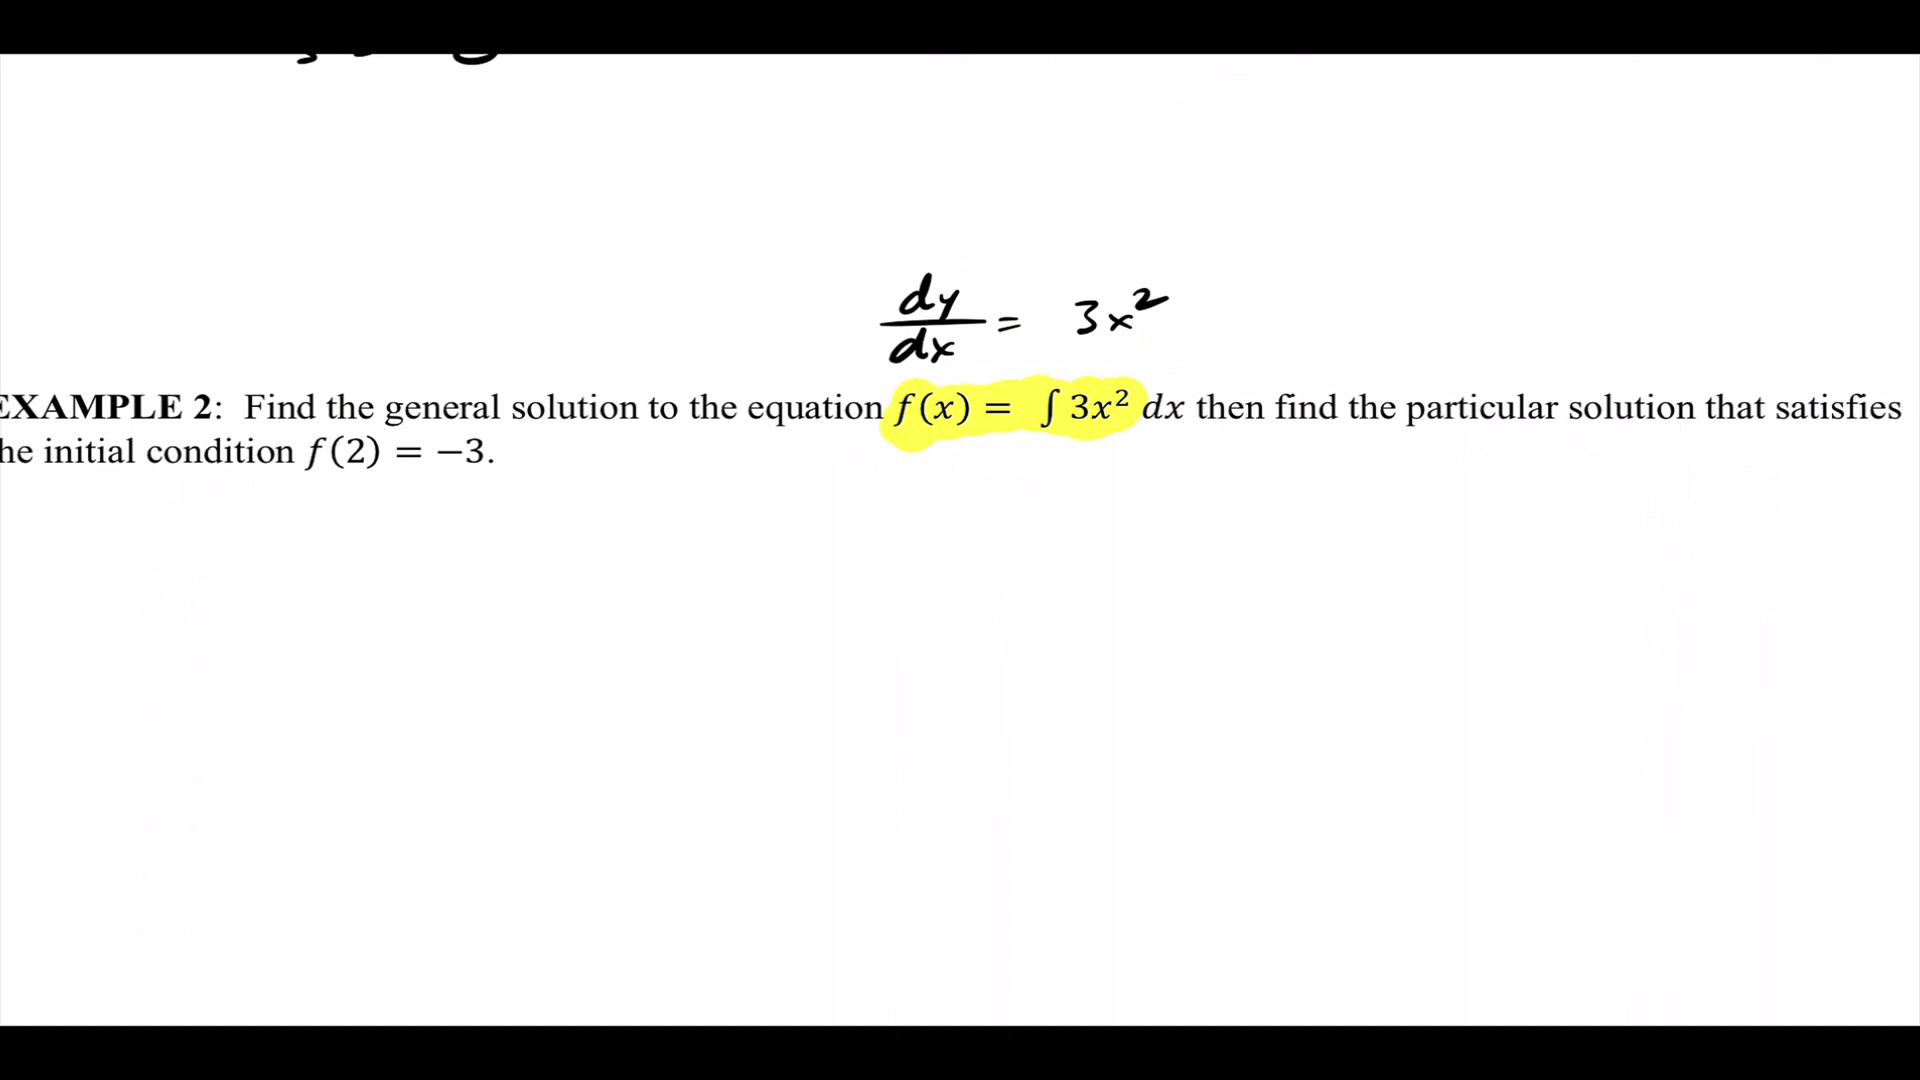 dy/dx = 3x²
EXAMPLE 2: Find the general solution to the equation f(x) = ∫ 3x² dx then find the particular solution that satisfies
he initial condition f(2) = −3.